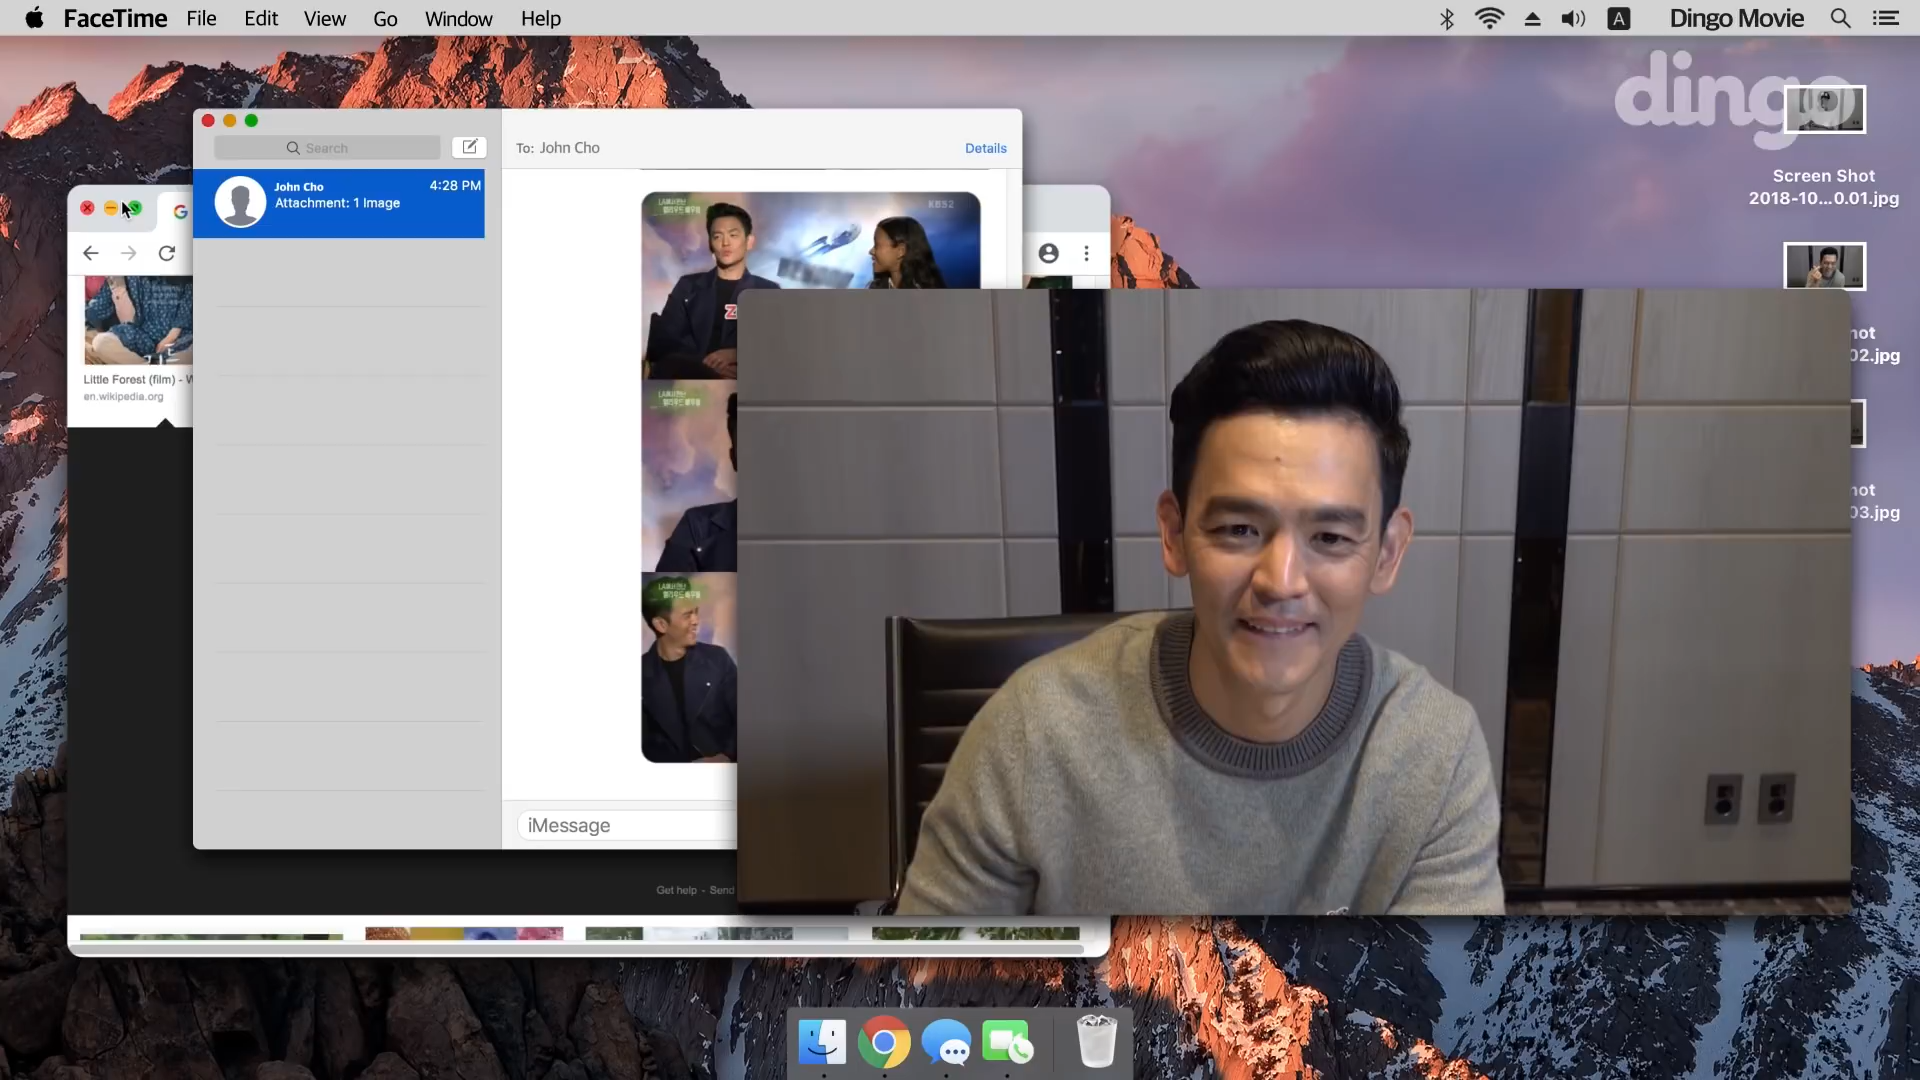 FaceTime File Edit View Go Window Help
A Dingo Movie
dingo
Screen Shot
2018-10...0.01.jpg
Search
To: John Cho
Details
John Cho
4:28 PM
Attachment: 1 Image
KBS2
Little Forest (film) - W
en.wikipedia.org
02.jpg
03.jpg
iMessage
Get help - Send